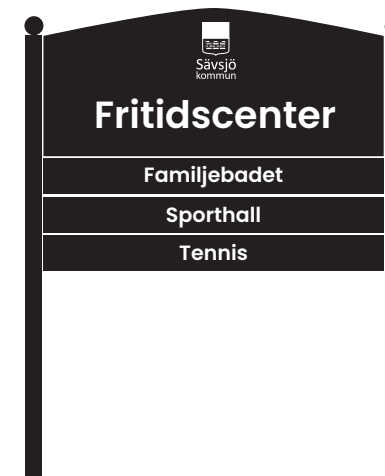 Sävsjö
kommun
Fritidscenter
Familjebadet
Sporthall
Tennis